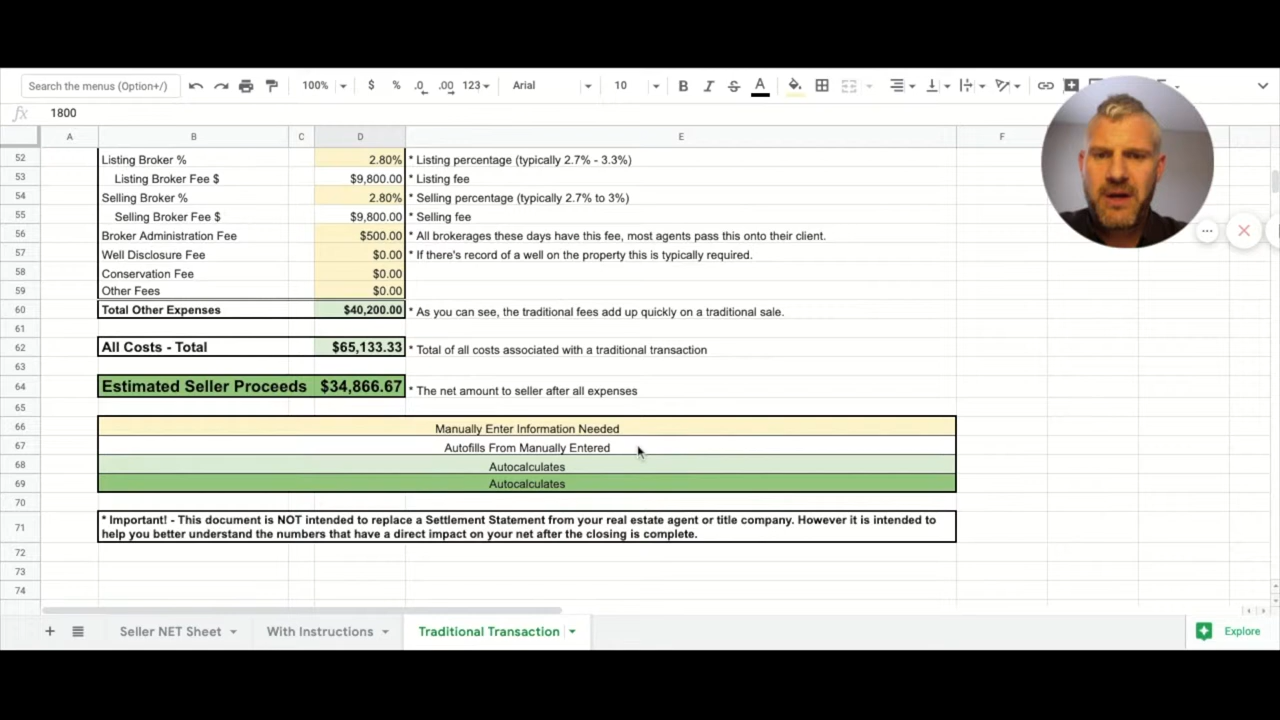 Search the menus (Option+/) 100% $ % .0 .00 123 Arial 10 B I S A
fx 1800
A B C D E F
52 Listing Broker % 2.80% * Listing percentage (typically 2.7% - 3.3%)
53 Listing Broker Fee $ $9,800.00 * Listing fee
54 Selling Broker % 2.80% * Selling percentage (typically 2.7% to 3%)
55 Selling Broker Fee $ $9,800.00 * Selling fee
56 Broker Administration Fee $500.00 * All brokerages these days have this fee, most agents pass this onto their client.
57 Well Disclosure Fee $0.00 * If there's record of a well on the property this is typically required.
58 Conservation Fee $0.00
59 Other Fees $0.00
60 Total Other Expenses $40,200.00 * As you can see, the traditional fees add up quickly on a traditional sale.
61
62 All Costs - Total $65,133.33 * Total of all costs associated with a traditional transaction
63
64 Estimated Seller Proceeds $34,866.67 * The net amount to seller after all expenses
65
66 Manually Enter Information Needed
67 Autofills From Manually Entered
68 Autocalculates
69 Autocalculates
70
71 * Important! - This document is NOT intended to replace a Settlement Statement from your real estate agent or title company. However it is intended to
help you better understand the numbers that have a direct impact on your net after the closing is complete.
72
73
74
Seller NET Sheet With Instructions Traditional Transaction Explore